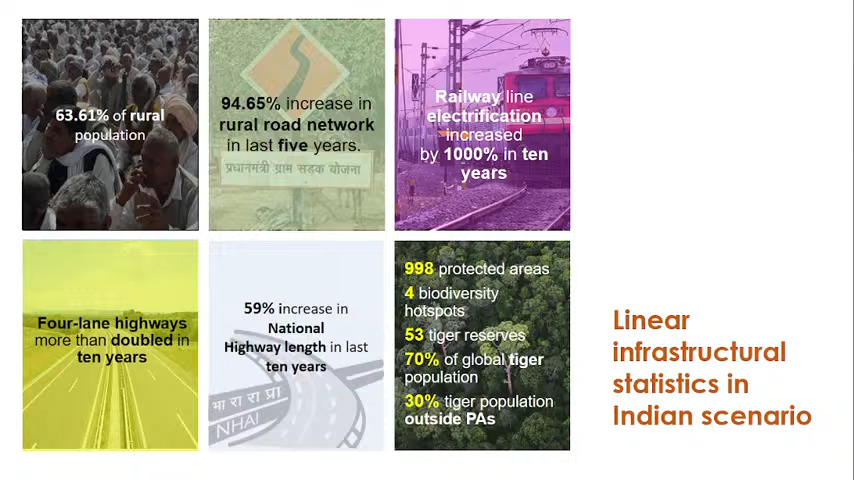 63.61% of rural
population
94.65% increase in
rural road network
in last five years.
प्रधानमंत्री ग्राम सड़क योजना
Railway line
electrification
increased
by 1000% in ten
years
Four-lane highways
more than doubled in
ten years
59% increase in
National
Highway length in last
ten years
भा रा रा प्रा
NHAI
998 protected areas
4 biodiversity
hotspots
53 tiger reserves
70% of global tiger
population
30% tiger population
outside PAs
Linear
infrastructural
statistics in
Indian scenario